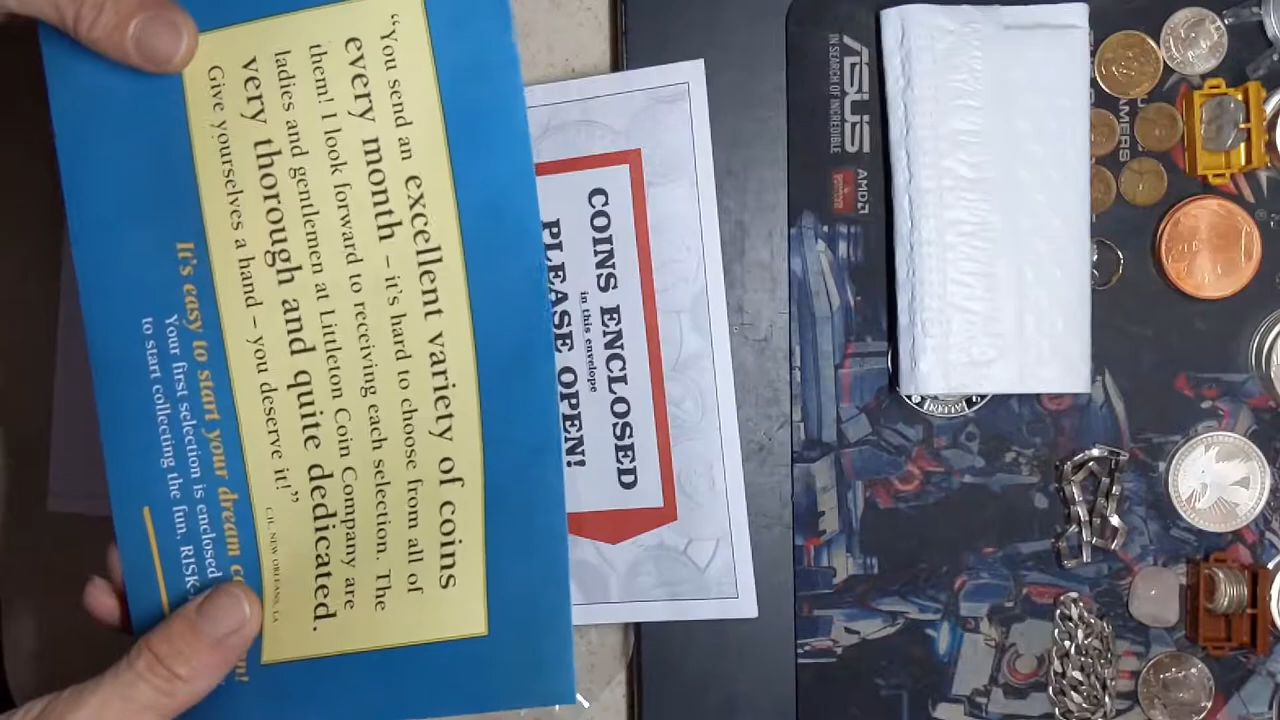 "You send an excellent variety of coins
every month – it's hard to choose from all of
them! I look forward to receiving each selection. The
ladies and gentlemen at Littleton Coin Company are
very thorough and quite dedicated.
Give yourselves a hand – you deserve it!"
C.H. NEW ORLEANS, LA
It's easy to start your dream
Your first selection is enclosed
to start collecting the fun, RISK-
COINS ENCLOSED
in this envelope
PLEASE OPEN!
ASUS
IN SEARCH OF INCREDIBLE
AMD